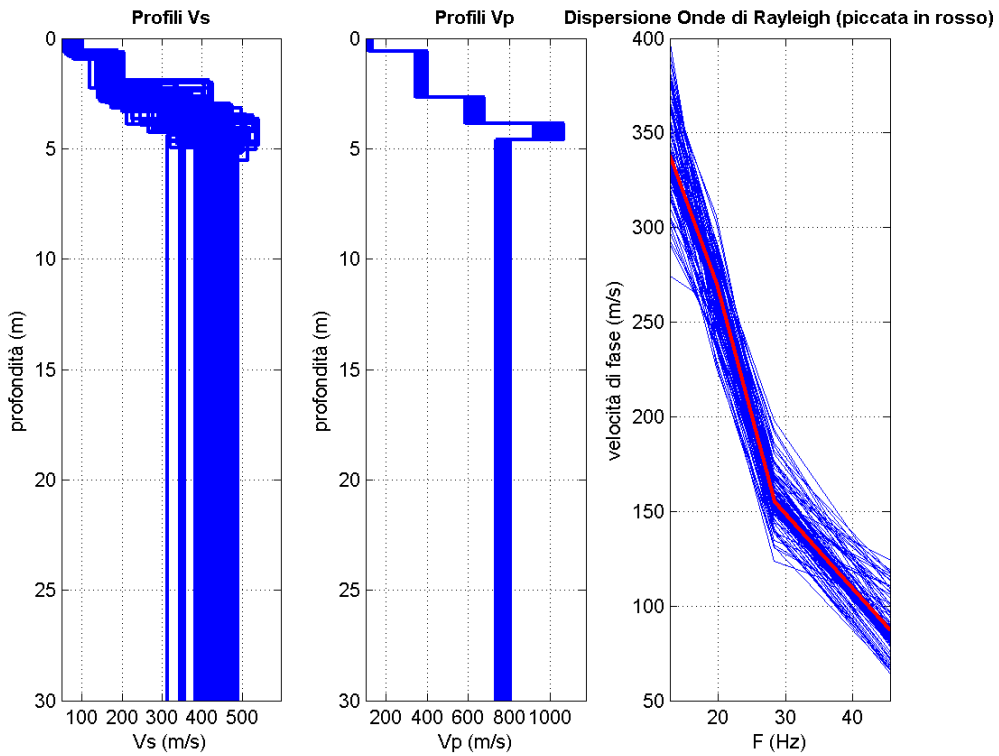 Profili Vs
0
5
10
15
20
25
30
profondità (m)
100 200 300 400 500
Vs (m/s)
Profili Vp
0
5
10
15
20
25
30
profondità (m)
200 400 600 800 1000
Vp (m/s)
Dispersione Onde di Rayleigh (piccata in rosso)
400
350
300
250
200
150
100
50
velocità di fase (m/s)
20 30 40
F (Hz)